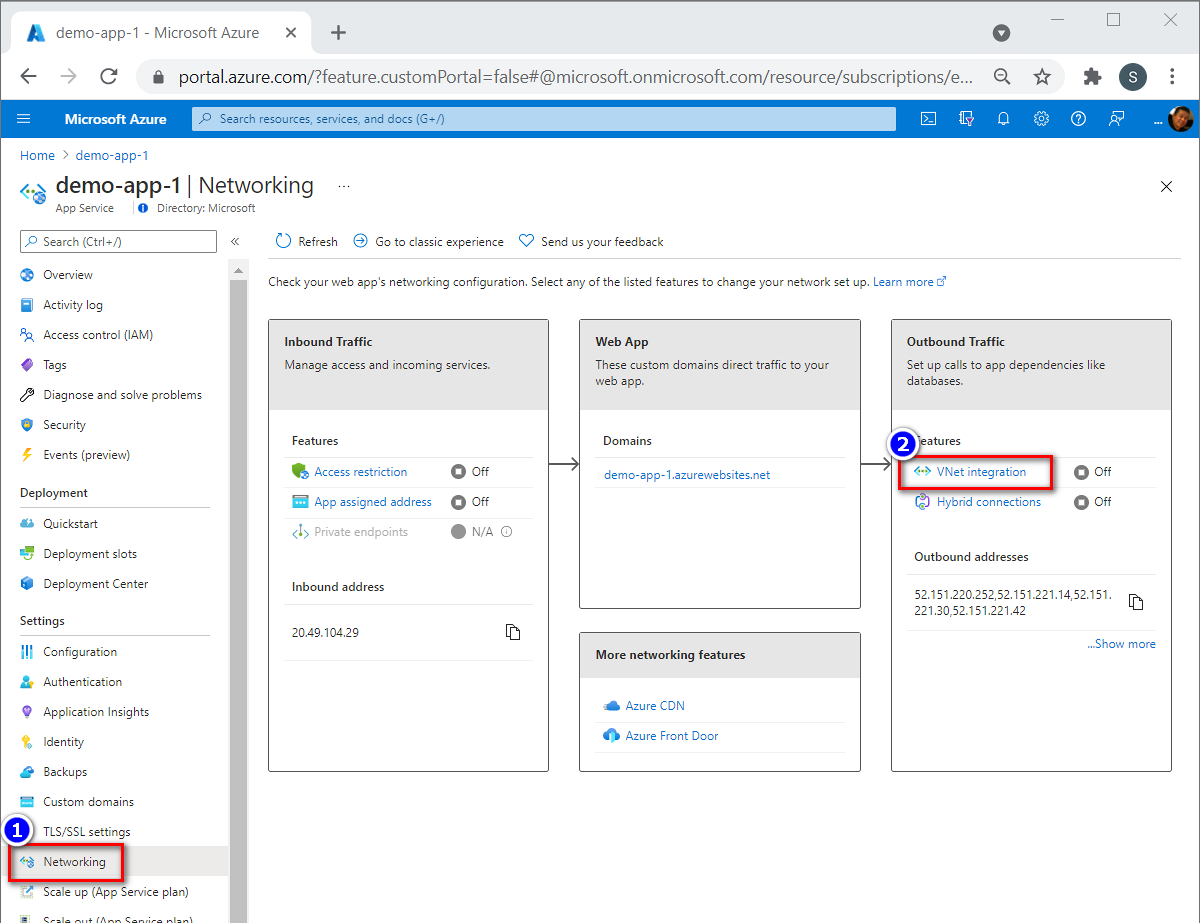 demo-app-1 - Microsoft Azure
portal.azure.com/?feature.customPortal=false#@microsoft.onmicrosoft.com/resource/subscriptions/e...
S
Microsoft Azure
Search resources, services, and docs (G+/)
...
Home > demo-app-1
demo-app-1 | Networking ...
App Service
Directory: Microsoft
Search (Ctrl+/)
«
Overview
Activity log
Access control (IAM)
Tags
Diagnose and solve problems
Security
Events (preview)
Deployment
Quickstart
Deployment slots
Deployment Center
Settings
Configuration
Authentication
Application Insights
Identity
Backups
Custom domains
1
TLS/SSL settings
Networking
Scale up (App Service plan)
Scale out (App Service plan)
Refresh
Go to classic experience
Send us your feedback
Check your web app's networking configuration. Select any of the listed features to change your network set up. Learn more
Inbound Traffic
Manage access and incoming services.
Features
Access restriction Off
App assigned address Off
Private endpoints N/A
Inbound address
20.49.104.29
Web App
These custom domains direct traffic to your
web app.
Domains
demo-app-1.azurewebsites.net
More networking features
Azure CDN
Azure Front Door
Outbound Traffic
Set up calls to app dependencies like
databases.
2
eatures
VNet integration Off
Hybrid connections Off
Outbound addresses
52.151.220.252,52.151.221.14,52.151.
221.30,52.151.221.42
...Show more